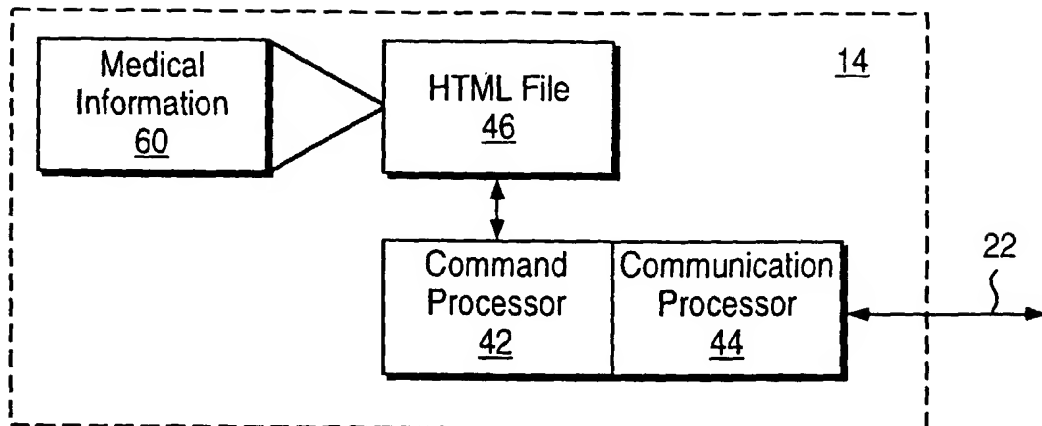 Medical
Information
60
HTML File
46
14
Command
Processor
42
Communication
Processor
44
22